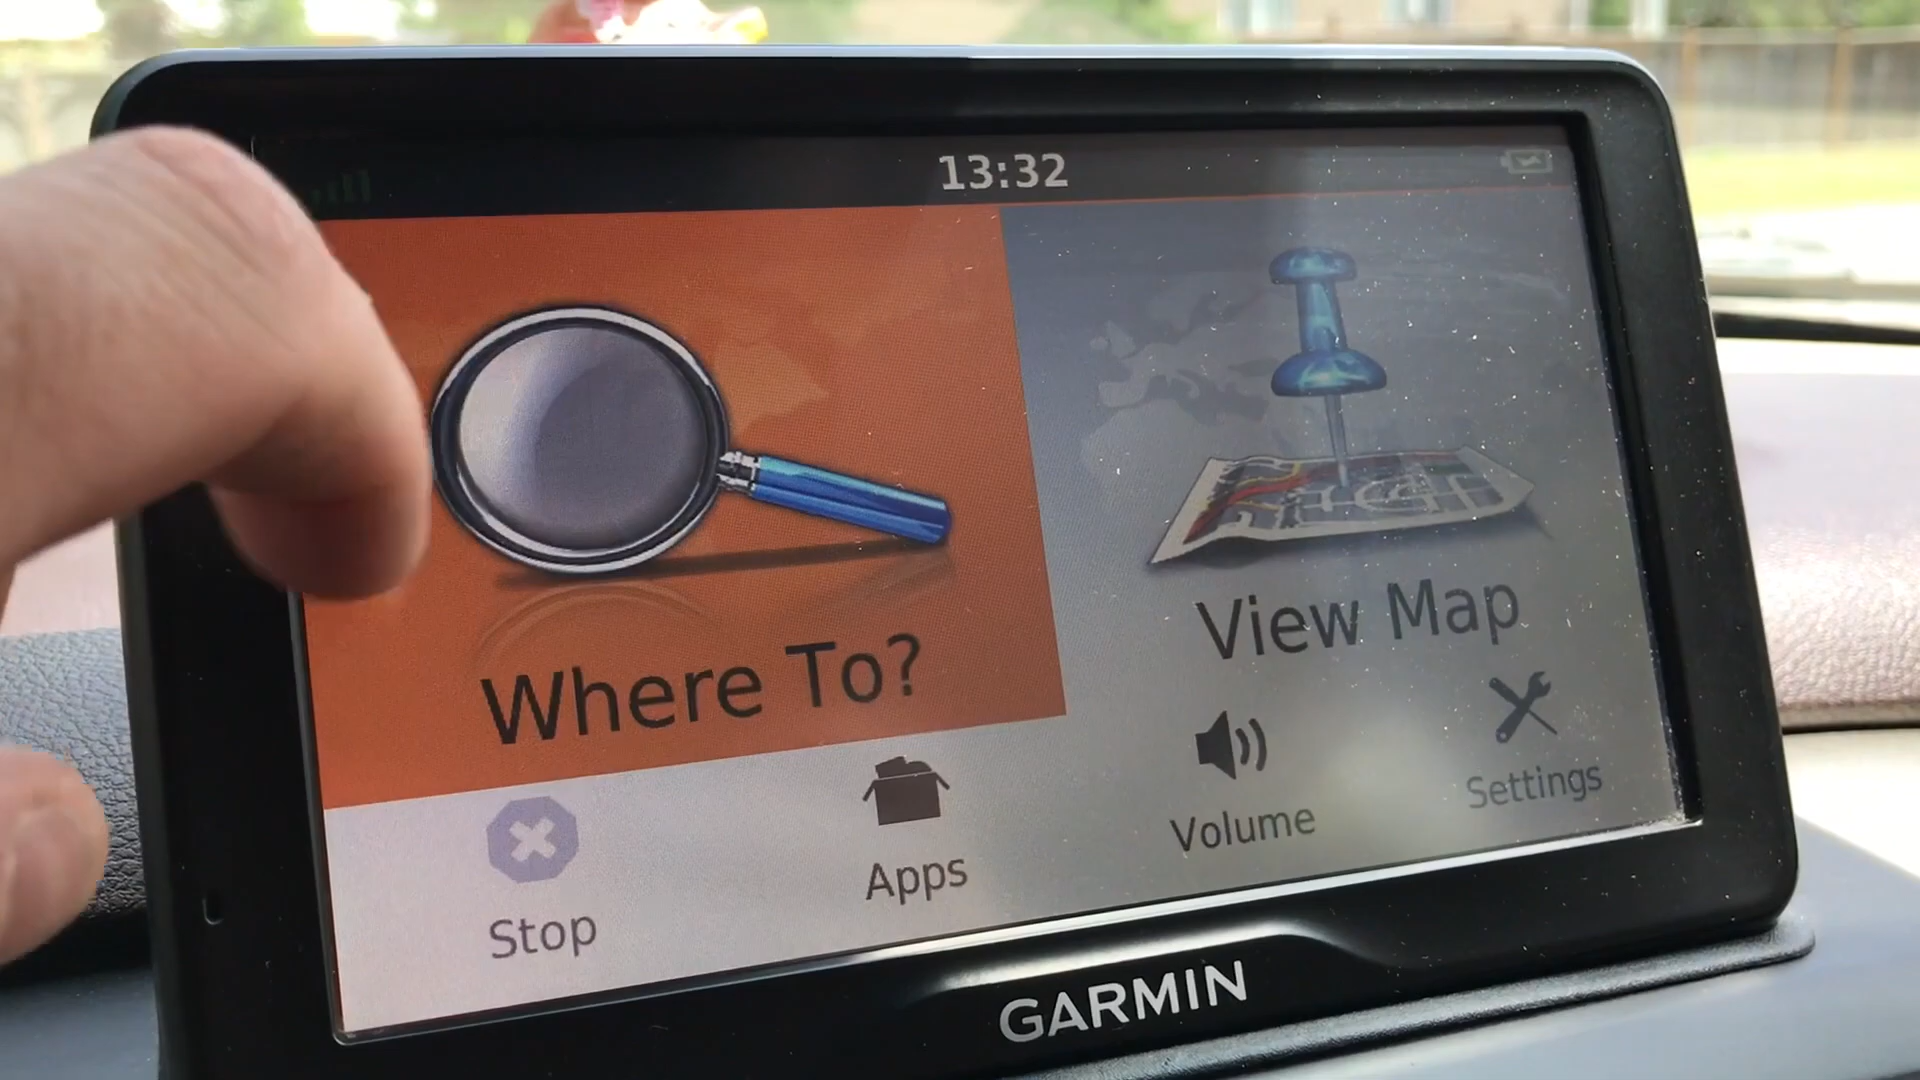 13:32
Where To?
View Map
Stop
Apps
Volume
Settings
GARMIN